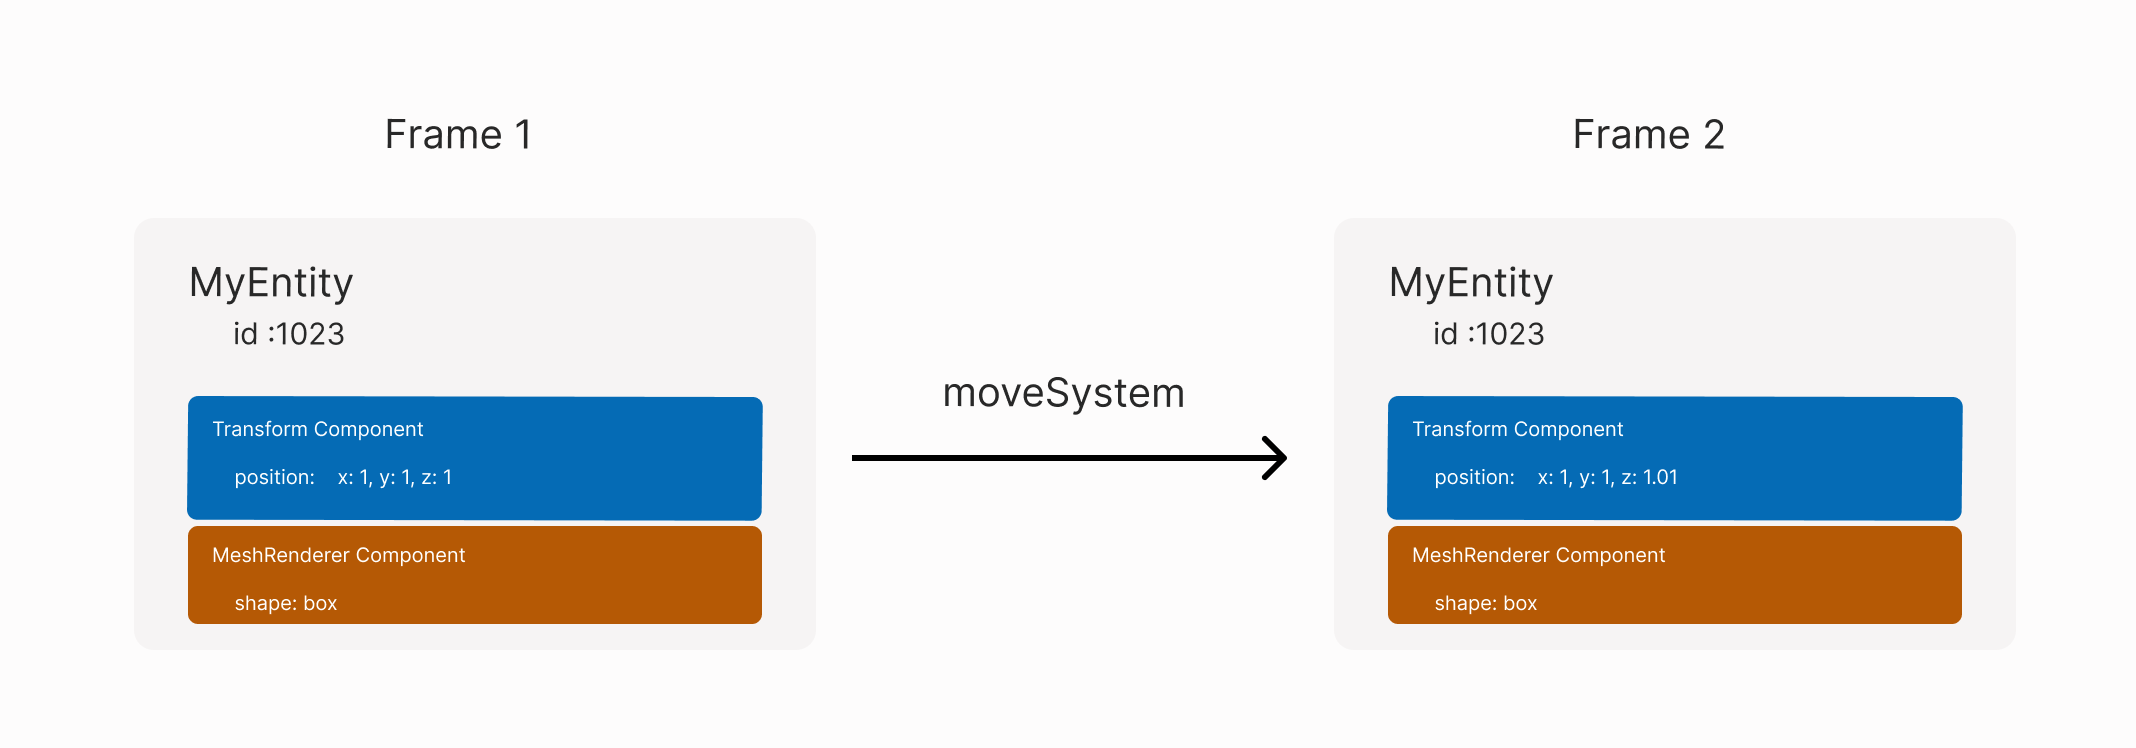 Frame 1
MyEntity
id :1023
Transform Component
position: x: 1, y: 1, z: 1
MeshRenderer Component
shape: box
moveSystem
Frame 2
MyEntity
id :1023
Transform Component
position: x: 1, y: 1, z: 1.01
MeshRenderer Component
shape: box